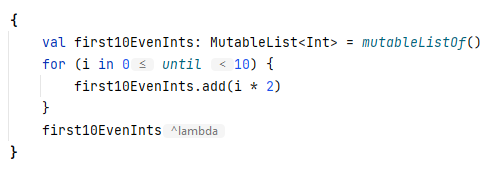 {
    val first10EvenInts: MutableList<Int> = mutableListOf()
    for (i in 0 ≤ until < 10) {
        first10EvenInts.add(i * 2)
    }
    first10EvenInts ^lambda
}